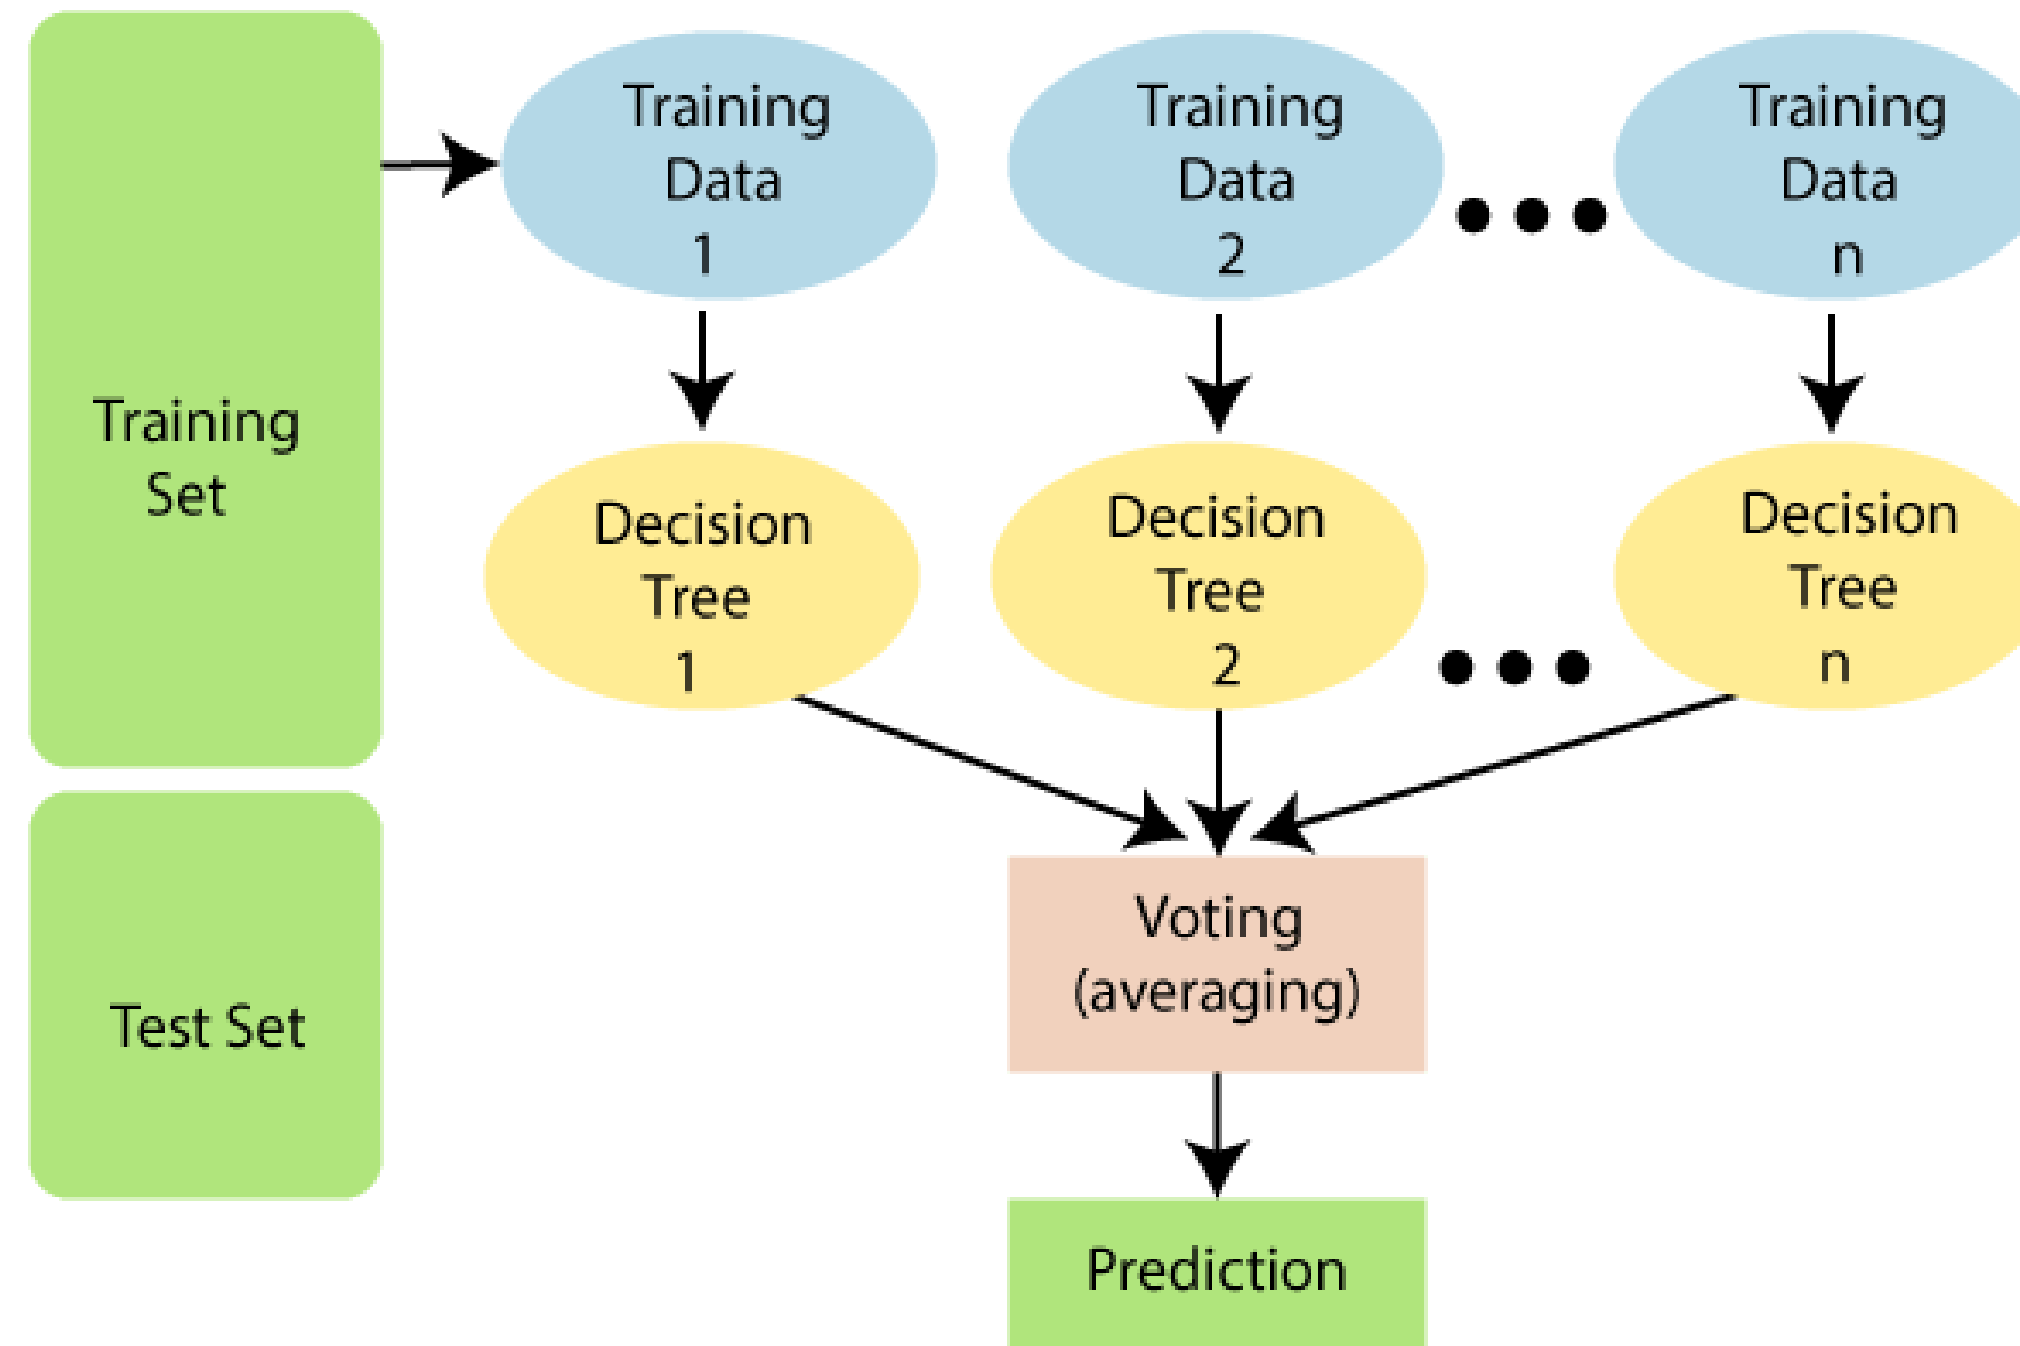 Training
Set
Test Set
Training
Data
1
Training
Data
2
Training
Data
n
Decision
Tree
1
Decision
Tree
2
Decision
Tree
n
Voting
(averaging)
Prediction